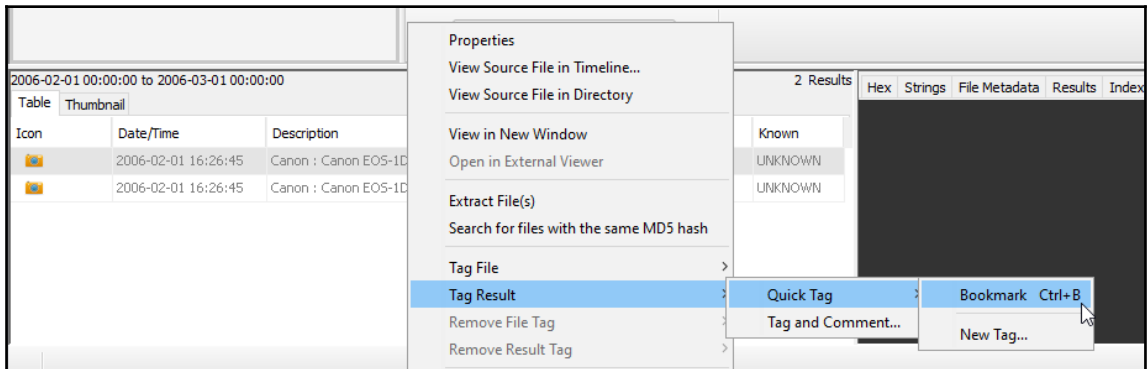 Properties
View Source File in Timeline...
View Source File in Directory
2006-02-01 00:00:00 to 2006-03-01 00:00:00
2 Results
Table Thumbnail
Hex Strings File Metadata Results Index
Icon Date/Time Description Known
View in New Window
Open in External Viewer
2006-02-01 16:26:45 Canon : Canon EOS-1D UNKNOWN
2006-02-01 16:26:45 Canon : Canon EOS-1D UNKNOWN
Extract File(s)
Search for files with the same MD5 hash
Tag File
Tag Result
Remove File Tag
Remove Result Tag
Quick Tag
Tag and Comment...
Bookmark Ctrl+B
New Tag...